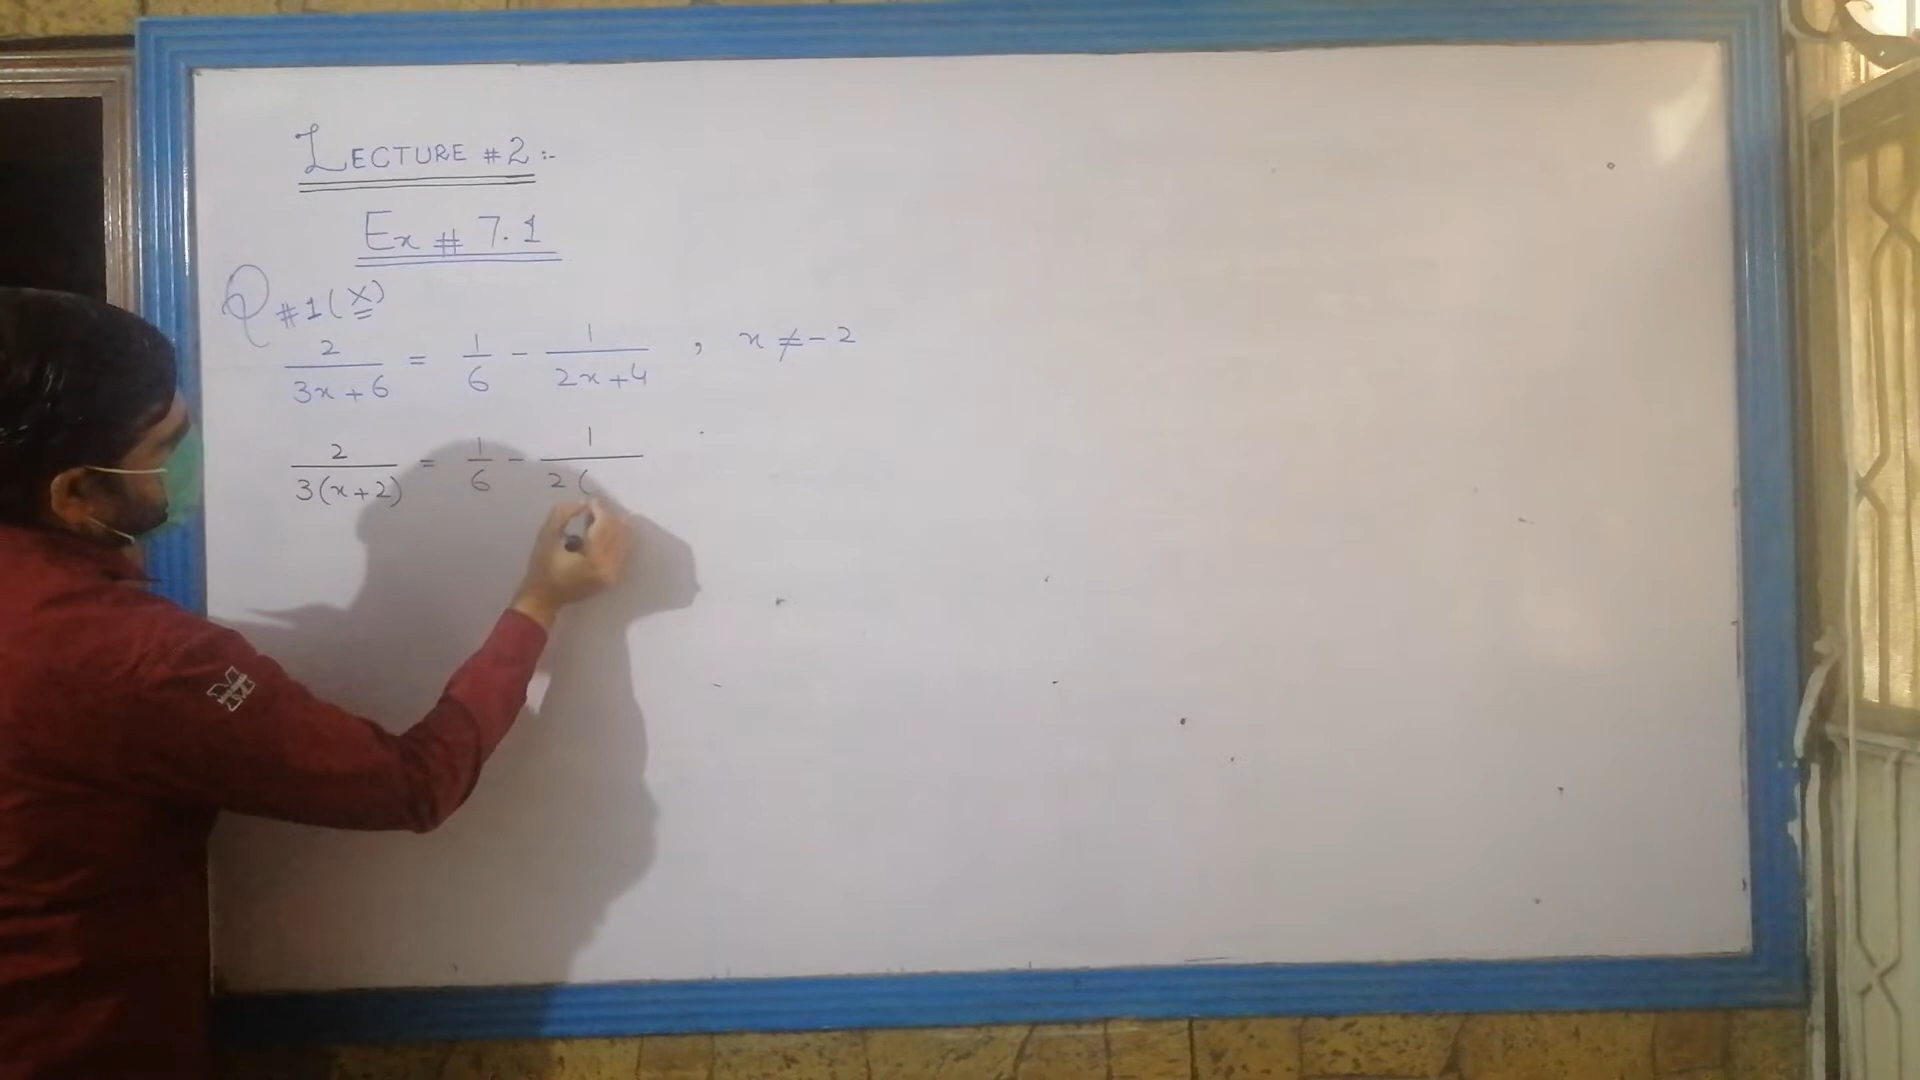 LECTURE #2 :-
Ex # 7.1
Q #1(x)
2/(3x+6) = 1/6 - 1/(2x+4) , x ≠ -2
2/(3(x+2)) = 1/6 - 1/(2(